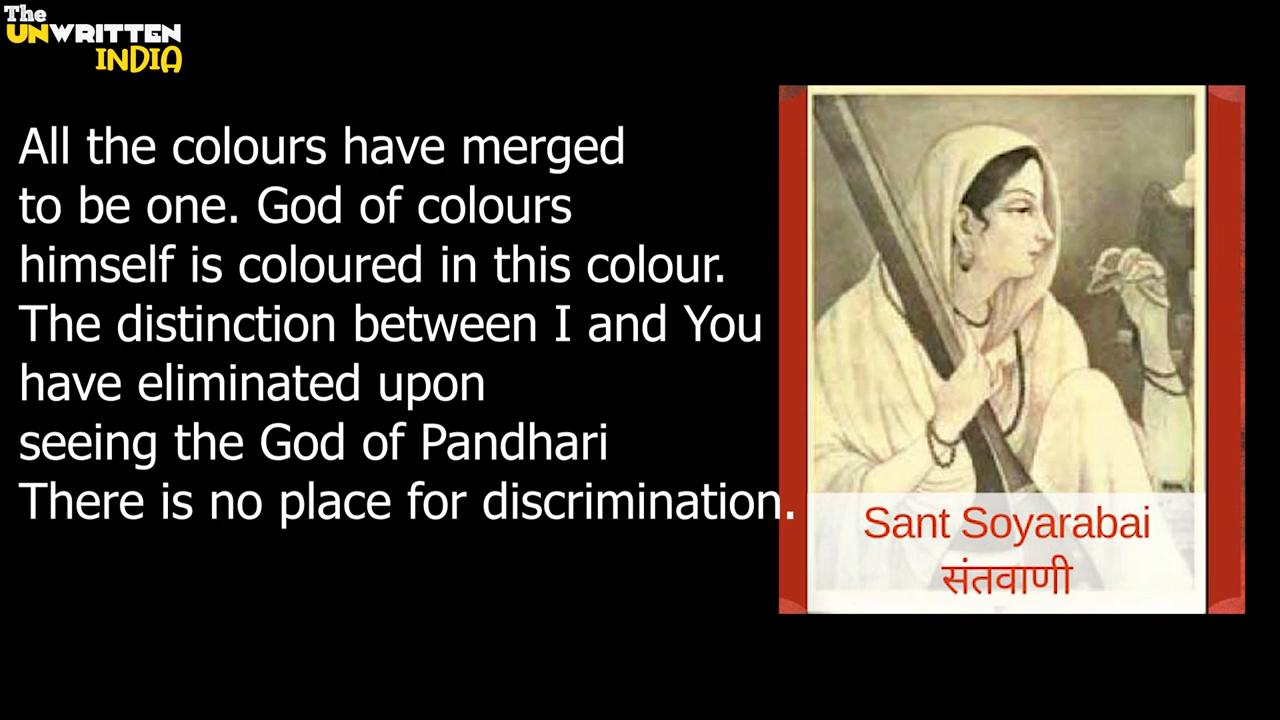 The
UNWRITTEN
INDIA
All the colours have merged
to be one. God of colours
himself is coloured in this colour.
The distinction between I and You
have eliminated upon
seeing the God of Pandhari
There is no place for discrimination.
Sant Soyarabai
संतवाणी